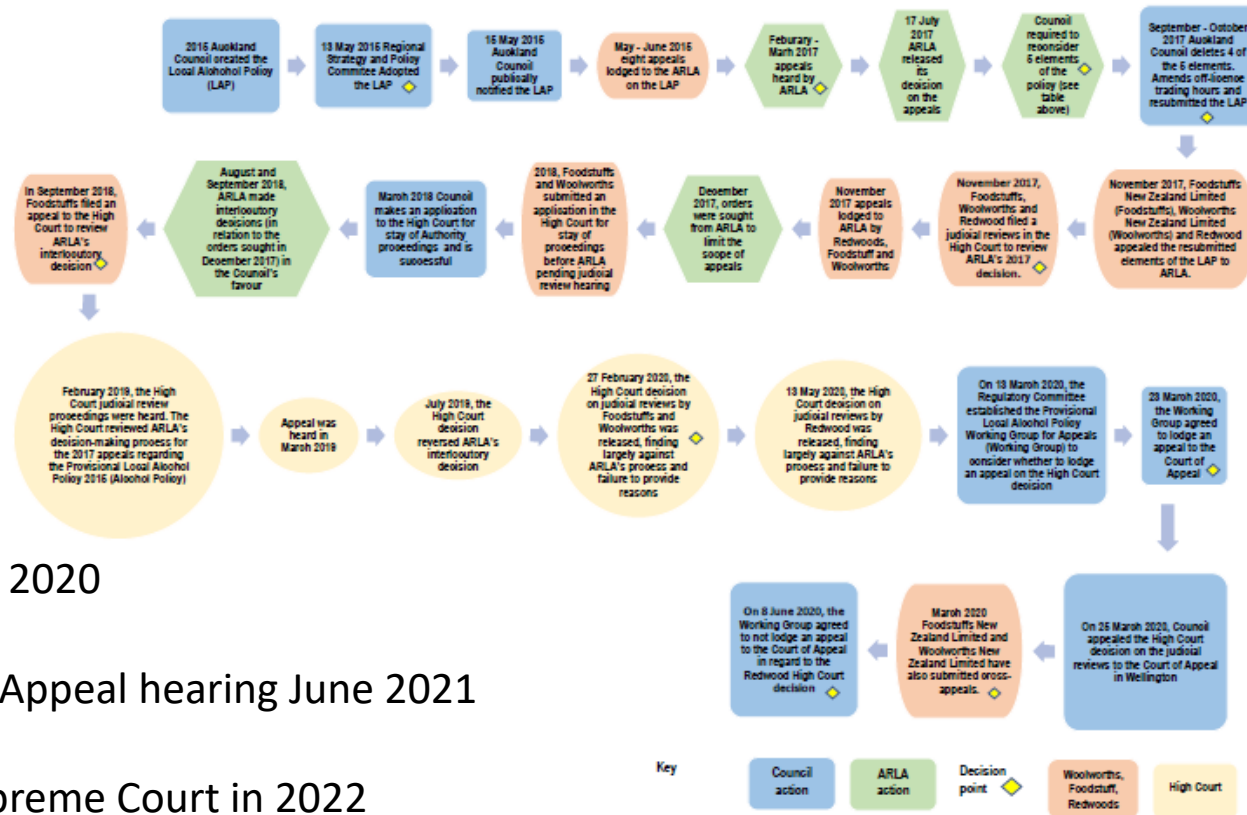 2015 Auckland
Council created the
Local Alchohol Policy
(LAP)
13 May 2015 Regional
Strategy and Policy
Commitee Adopted
the LAP
15 May 2015
Auckland
Council
publically
notified the LAP
May - June 2015
eight appeals
lodged to the ARLA
on the LAP
Feburary -
Marh 2017
appeals
heard by
ARLA
17 July
2017
ARLA
released
its
decision
on the
appeals
Council
required to
reconsider
5 elements
of the
policy (see
table
above)
September - October
2017 Auckland
Council deletes 4 of
the 5 elements.
Amends off-licence
trading hours and
resubmitted the LAP
In September 2018,
Foodstuffs filed an
appeal to the High
Court to review
ARLA's
interlocutory
decision
August and
September 2018,
ARLA made
interlocutory
decisions (in
relation to the
orders sought in
December 2017) in
the Council's
favour
March 2018 Council
makes an application
to the High Court for
stay of Authority
proceedings and is
successful
2018, Foodstuffs
and Woolworths
submitted an
application in the
High Court for
stay of
proceedings
before ARLA
pending judicial
review hearing
December
2017, orders
were sought
from ARLA to
limit the
scope of
appeals
November
2017 appeals
lodged to
ARLA by
Redwoods,
Foodstuff and
Woolworths
November 2017,
Foodstuffs,
Woolworths and
Redwood filed a
judicial reviews in the
High Court to review
ARLA's 2017
decision.
November 2017, Foodstuffs
New Zealand Limited
(Foodstuffs), Woolworths
New Zealand Limited
(Woolworths) and Redwood
appealed the resubmitted
elements of the LAP to
ARLA.
February 2019, the High
Court judicial review
proceedings were heard. The
High Court reviewed ARLA's
decision-making process for
the 2017 appeals regarding
the Provisional Local Alcohol
Policy 2015 (Alcohol Policy)
Appeal was
heard in
March 2019
July 2019, the
High Court
decision
reversed ARLA's
interlocutory
decision
27 February 2020, the
High Court decision
on judicial reviews by
Foodstuffs and
Woolworths was
released, finding
largely against
ARLA's process and
failure to provide
reasons
13 May 2020, the High
Court decision on
judicial reviews by
Redwood was
released, finding
largely against ARLA's
process and failure to
provide reasons
On 13 March 2020, the
Regulatory Committee
established the Provisional
Local Alcohol Policy
Working Group for Appeals
(Working Group) to
consider whether to lodge
an appeal on the High Court
decision
23 March 2020,
the Working
Group agreed
to lodge an
appeal to the
Court of
Appeal
2020
Appeal hearing June 2021
preme Court in 2022
On 8 June 2020, the
Working Group agreed
to not lodge an appeal
to the Court of Appeal
in regard to the
Redwood High Court
decision
March 2020
Foodstuffs New
Zealand Limited and
Woolworths New
Zealand Limited have
also submitted cross-
appeals.
On 25 March 2020, Council
appealed the High Court
decision on the judicial
reviews to the Court of Appeal
in Wellington
Key
Council
action
ARLA
action
Decision
point
Woolworths,
Foodstuff,
Redwoods
High Court